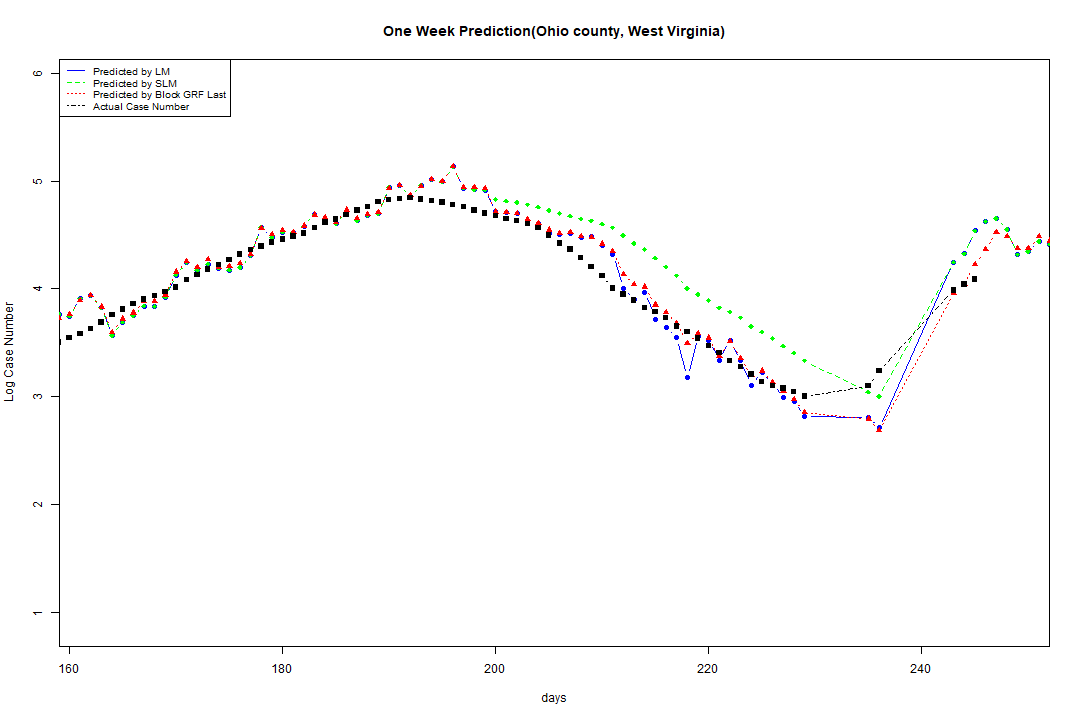 One Week Prediction(Ohio county, West Virginia)
Predicted by LM
Predicted by SLM
Predicted by Block GRF Last
Actual Case Number
6
5
4
3
2
1
Log Case Number
160 180 200 220 240
days